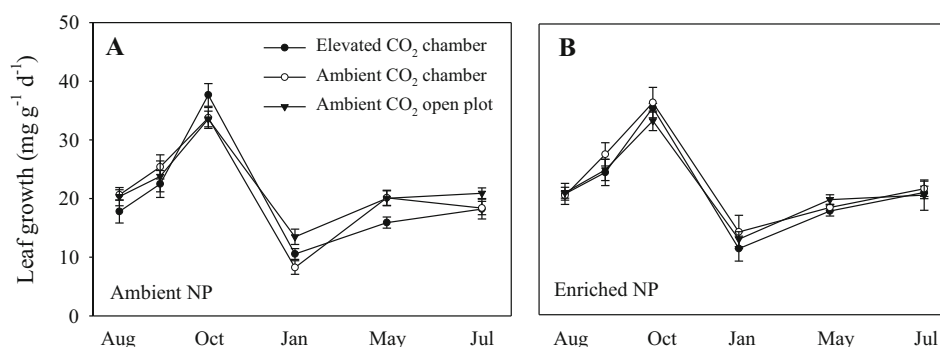 Leaf growth (mg g⁻¹ d⁻¹)
50
40
30
20
10
0
A
Elevated CO₂ chamber
Ambient CO₂ chamber
Ambient CO₂ open plot
Ambient NP
Aug
Oct
Jan
May
Jul
B
Enriched NP
Aug
Oct
Jan
May
Jul